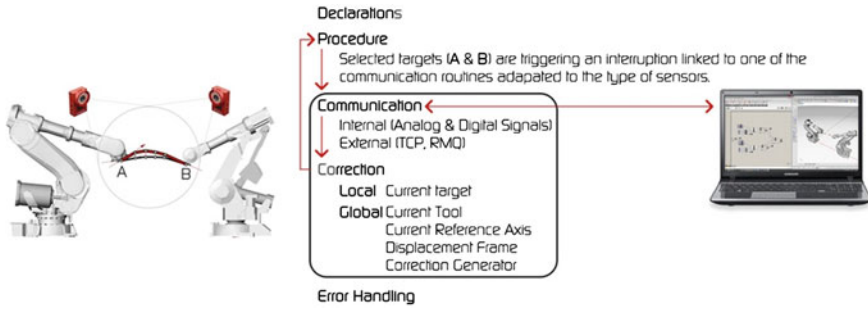 Declarations
Procedure
Selected targets (A & B) are triggering an interruption linked to one of the
communication routines adapated to the type of sensors.
Communication
Internal (Analog & Digital Signals)
External (TCP, RMQ)
Correction
Local Current target
Global Current Tool
Current Reference Axis
Displacement Frame
Correction Generator
Error Handling
A
B
SAMSUNG